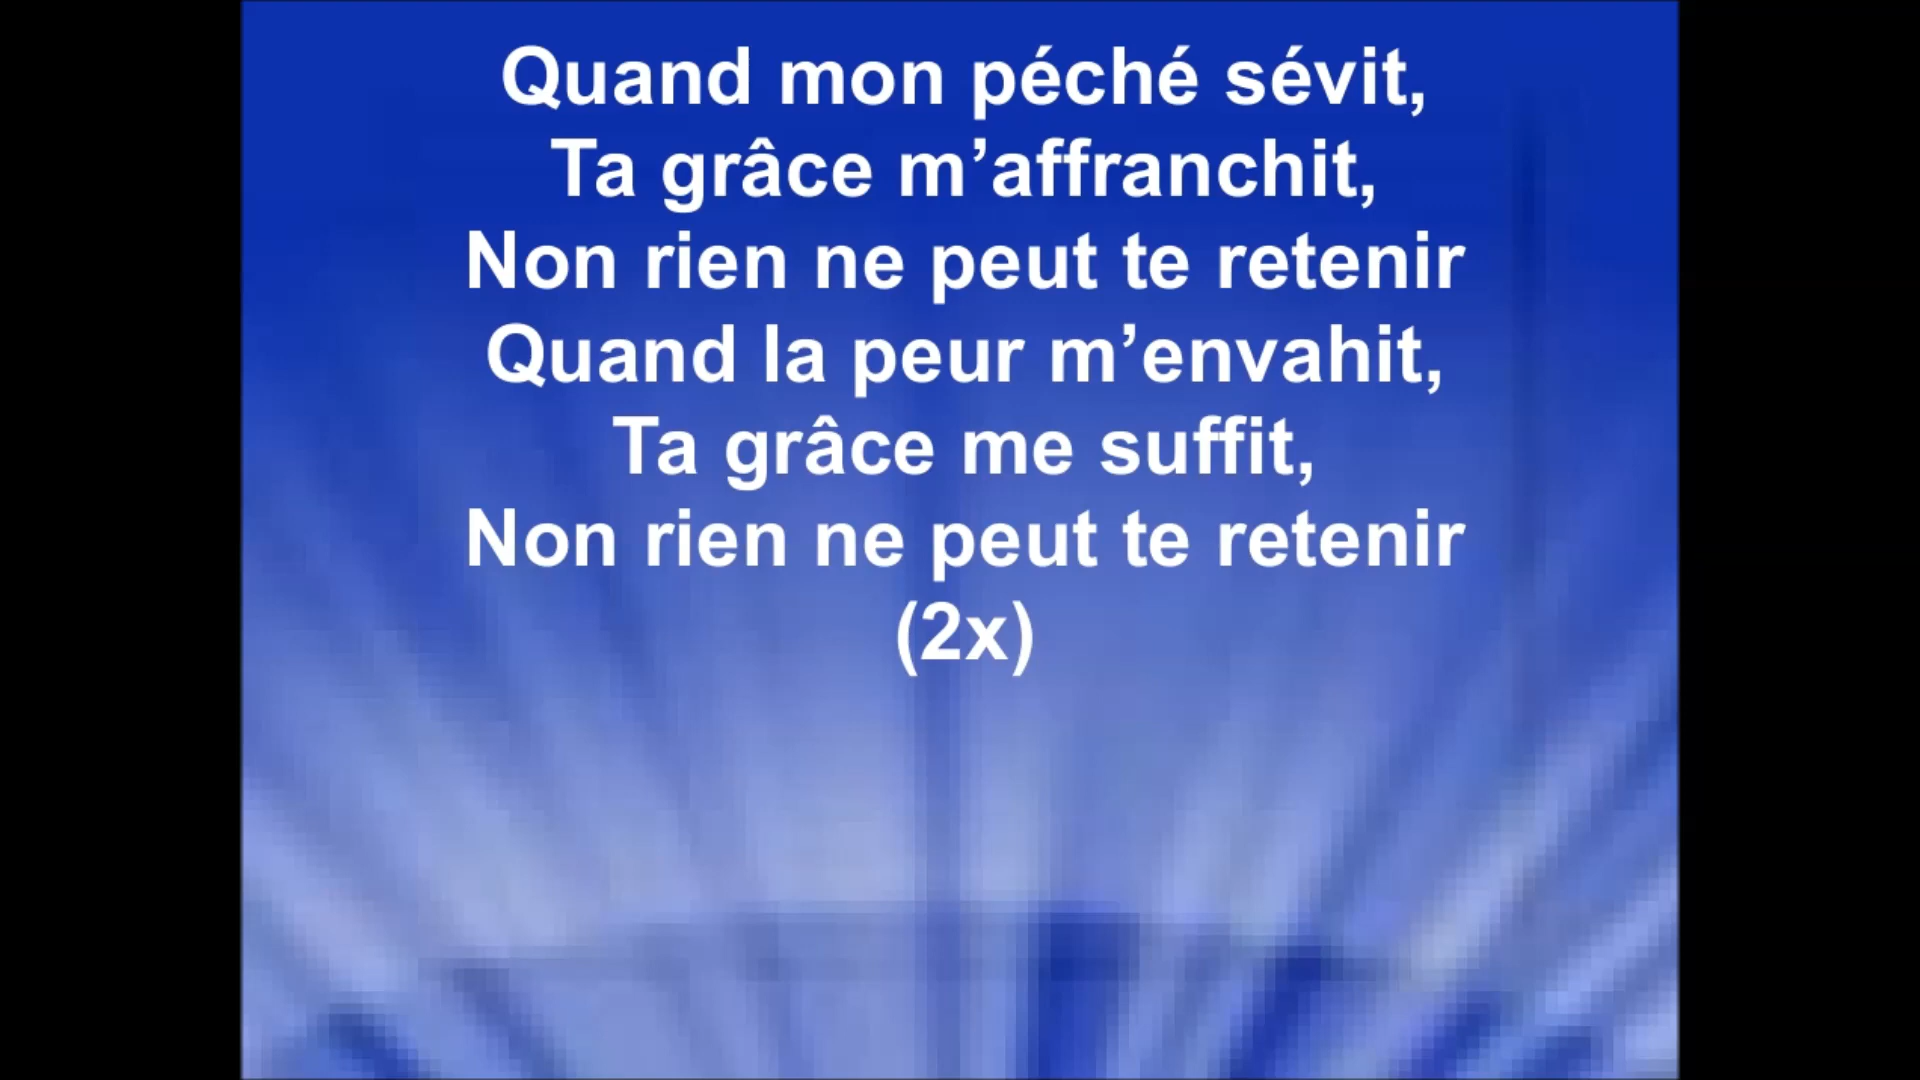 Quand mon péché sévit,
Ta grâce m’affranchit,
Non rien ne peut te retenir
Quand la peur m’envahit,
Ta grâce me suffit,
Non rien ne peut te retenir
(2x)